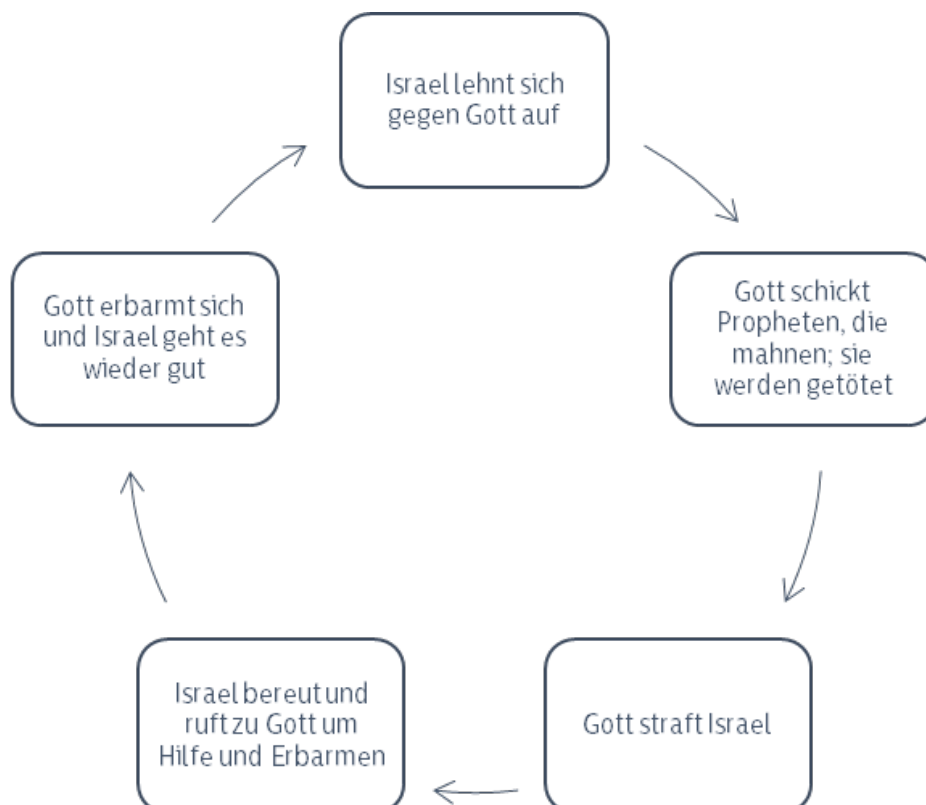 Israel lehnt sich
gegen Gott auf
Gott schickt
Propheten, die
mahnen; sie
werden getötet
Gott straft Israel
Israel bereut und
ruft zu Gott um
Hilfe und Erbarmen
Gott erbarmt sich
und Israel geht es
wieder gut